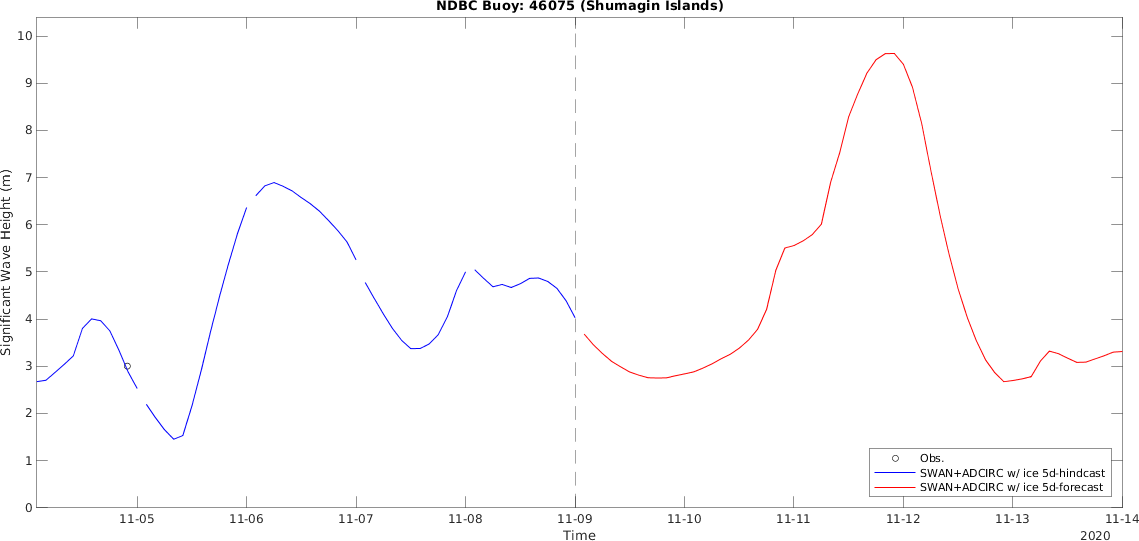 NDBC Buoy: 46075 (Shumagin Islands)
10
9
8
7
6
5
4
3
2
1
0
Significant Wave Height (m)
Obs.
SWAN+ADCIRC w/ ice 5d-hindcast
SWAN+ADCIRC w/ ice 5d-forecast
11-05 11-06 11-07 11-08 11-09 11-10 11-11 11-12 11-13 11-14
Time
2020